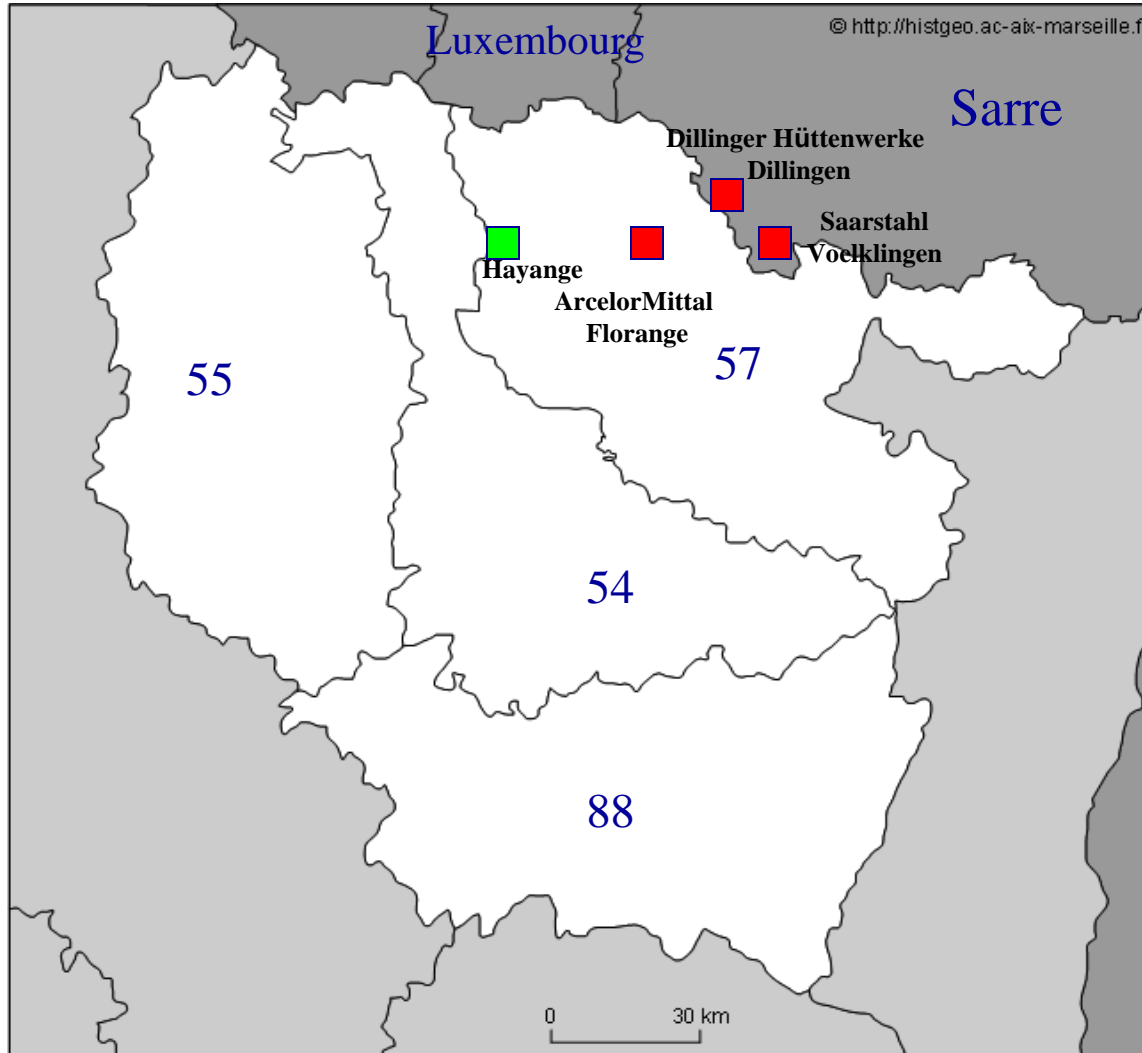 © http://histgeo.ac-aix-marseille.f
Luxembourg
Sarre
Dillinger Hüttenwerke
Dillingen
Saarstahl
Voelklingen
Hayange
ArcelorMittal
Florange
57
55
54
88
0 30 km